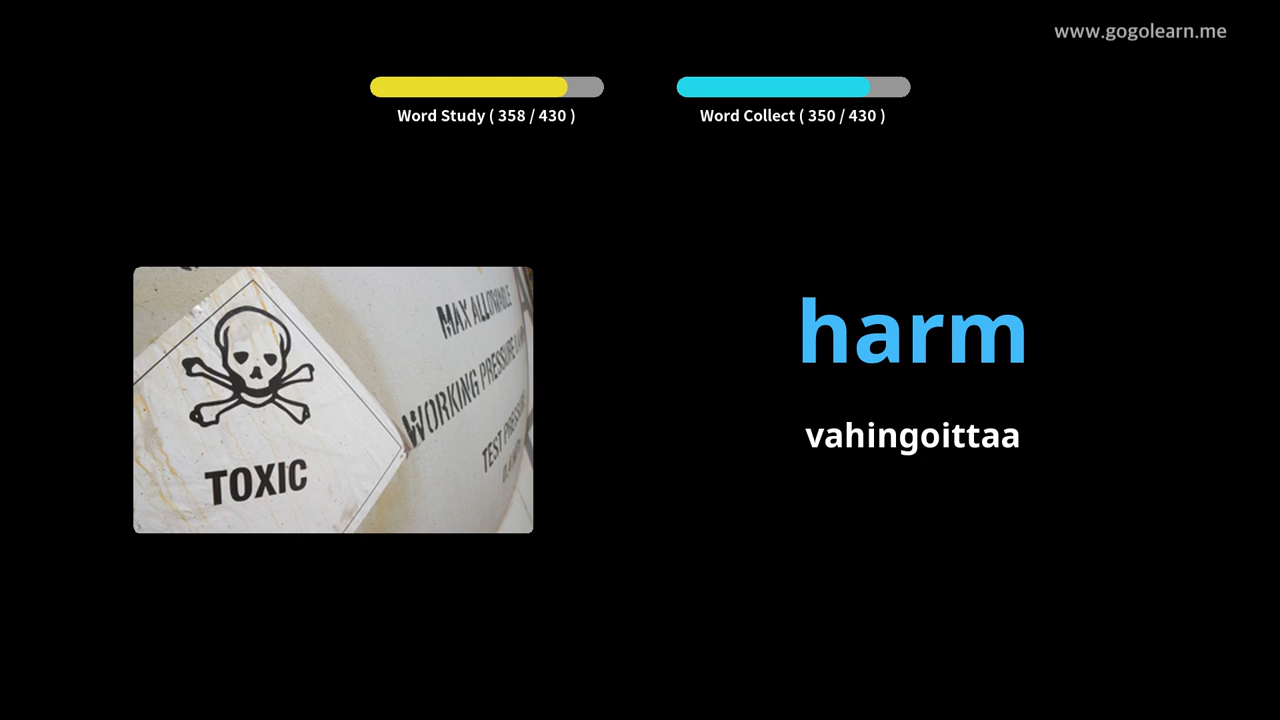 www.gogolearn.me
Word Study ( 358 / 430 )
Word Collect ( 350 / 430 )
TOXIC
MAX ALLOWABLE
WORKING PRESSURE
TEST PRESSURE
harm
vahingoittaa